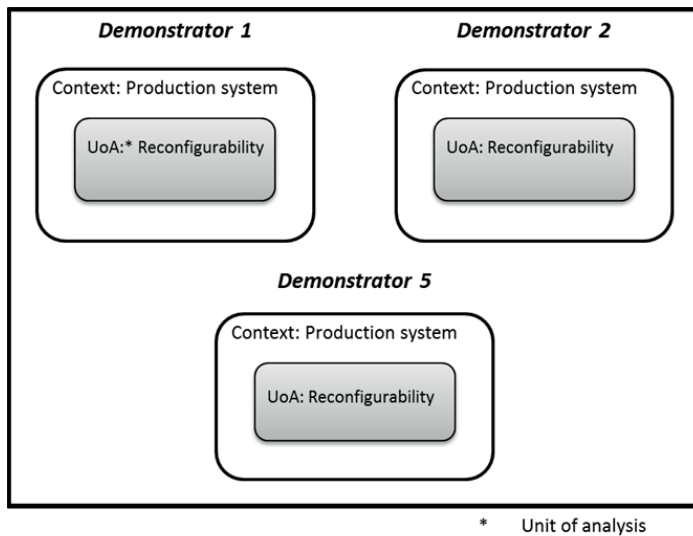 Demonstrator 1
Demonstrator 2
Context: Production system
Context: Production system
UoA:* Reconfigurability
UoA: Reconfigurability
Demonstrator 5
Context: Production system
UoA: Reconfigurability
* Unit of analysis